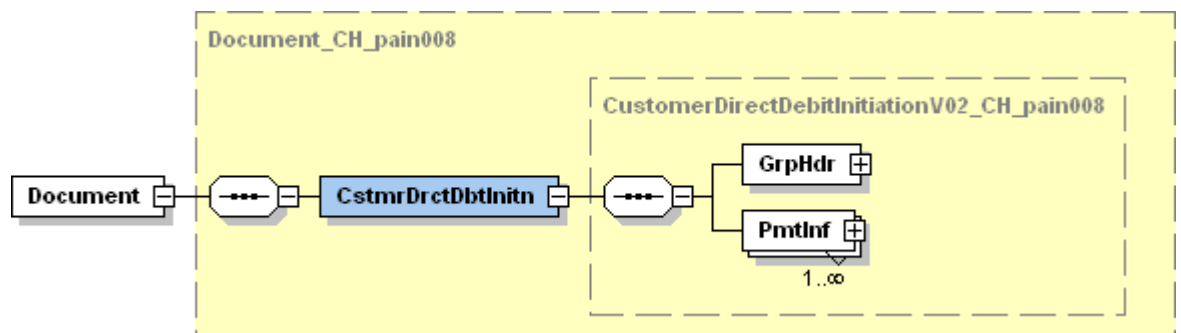 Document_CH_pain008
CustomerDirectDebitInitiationV02_CH_pain008
GrpHdr
Document
CstmrDrctDbtInitn
PmtInf
1..∞